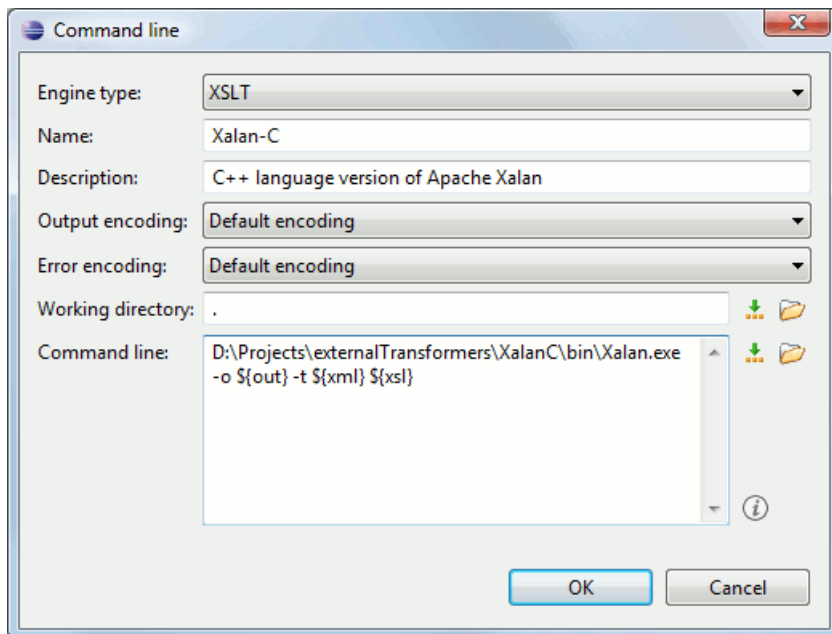 Command line
Engine type: XSLT
Name: Xalan-C
Description: C++ language version of Apache Xalan
Output encoding: Default encoding
Error encoding: Default encoding
Working directory: .
Command line: D:\Projects\externalTransformers\XalanC\bin\Xalan.exe
-o ${out} -t ${xml} ${xsl}
OK Cancel